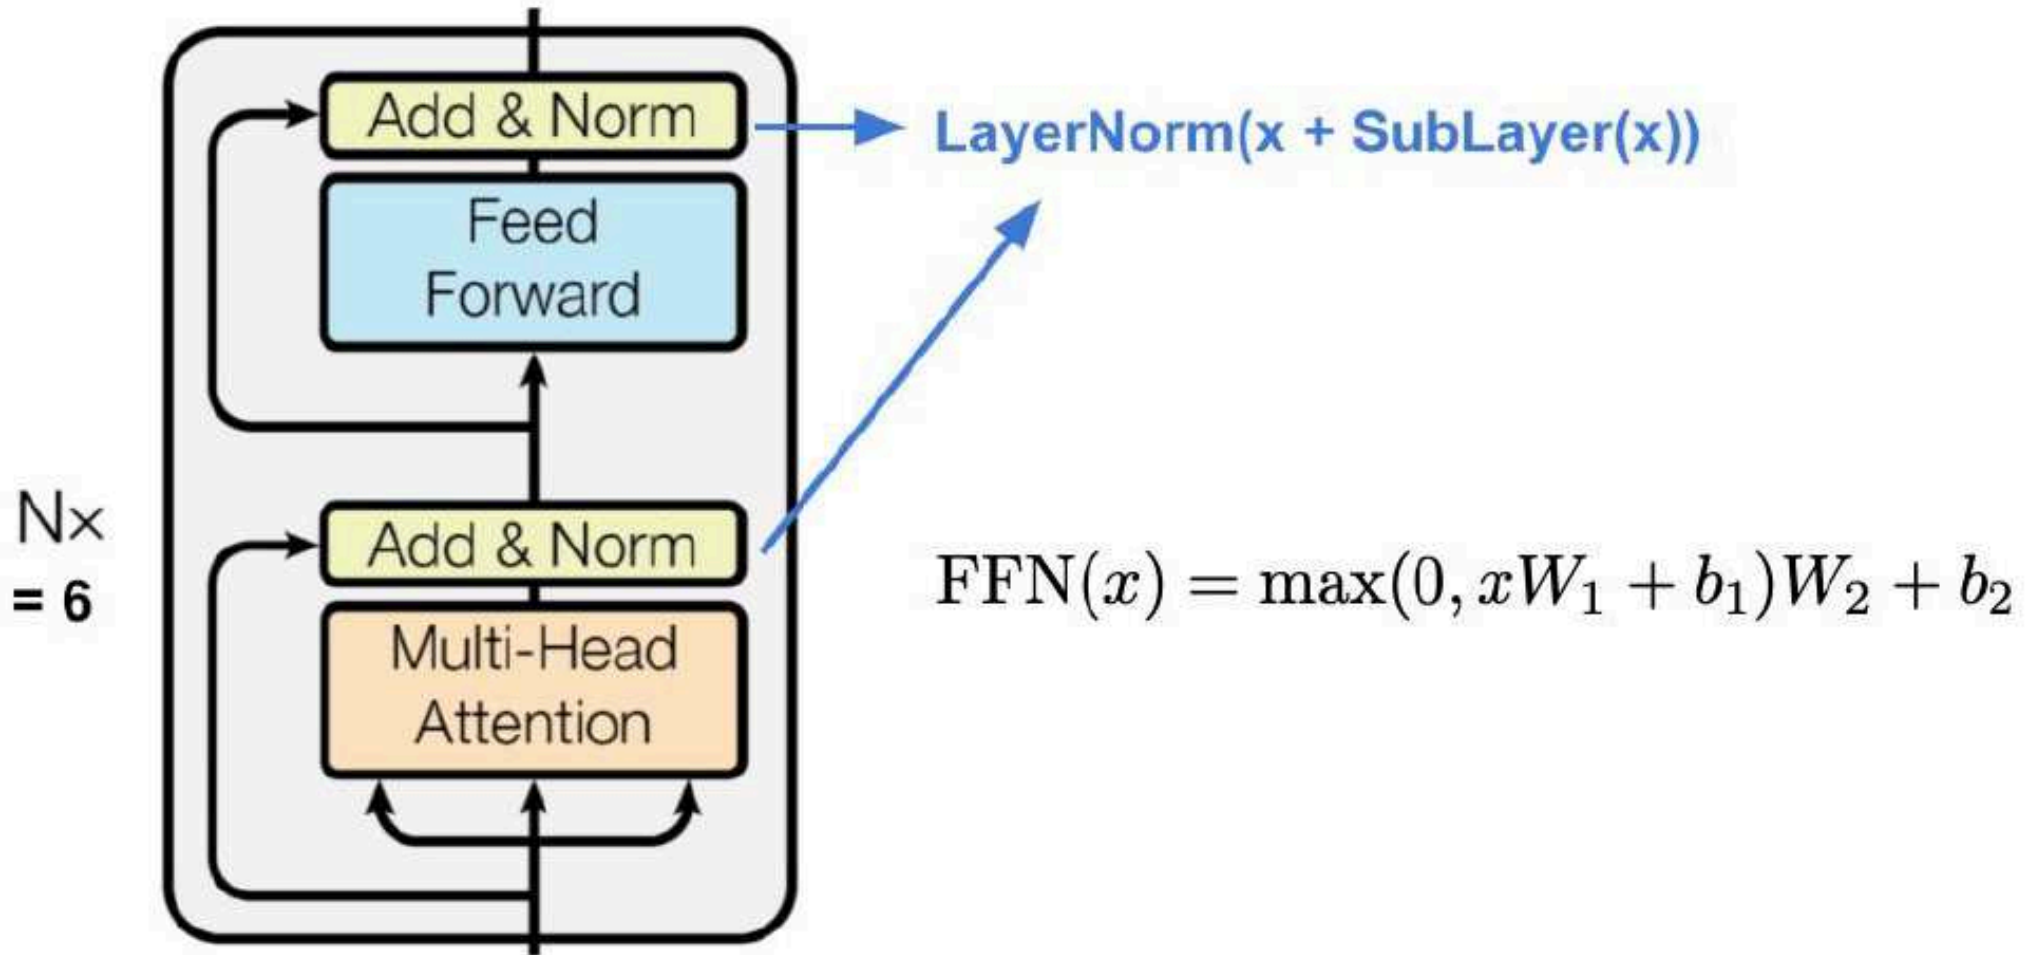 Add & Norm
LayerNorm(x + SubLayer(x))
Feed
Forward
Nx
= 6
Add & Norm
FFN(x) = max(0, xW₁ + b₁)W₂ + b₂
Multi-Head
Attention